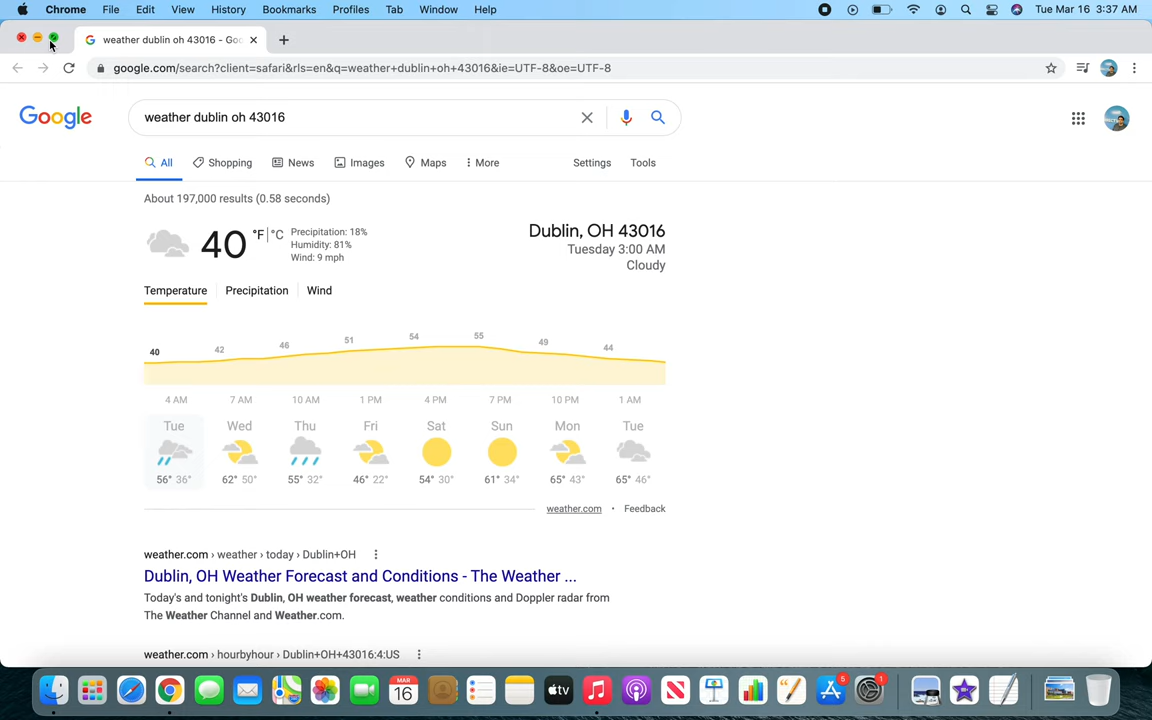 Chrome File Edit View History Bookmarks Profiles Tab Window Help Tue Mar 16 3:37 AM
weather dublin oh 43016 - Goo
google.com/search?client=safari&rls=en&q=weather+dublin+oh+43016&ie=UTF-8&oe=UTF-8
Google weather dublin oh 43016
All Shopping News Images Maps More Settings Tools
About 197,000 results (0.58 seconds)
40 °F | °C
Precipitation: 18%
Humidity: 81%
Wind: 9 mph
Dublin, OH 43016
Tuesday 3:00 AM
Cloudy
Temperature Precipitation Wind
40 42 46 51 54 55 49 44
4 AM 7 AM 10 AM 1 PM 4 PM 7 PM 10 PM 1 AM
Tue Wed Thu Fri Sat Sun Mon Tue
56° 36° 62° 50° 55° 32° 46° 22° 54° 30° 61° 34° 65° 43° 65° 46°
weather.com • Feedback
weather.com › weather › today › Dublin+OH
Dublin, OH Weather Forecast and Conditions - The Weather ...
Today's and tonight's Dublin, OH weather forecast, weather conditions and Doppler radar from
The Weather Channel and Weather.com.
weather.com › hourbyhour › Dublin+OH+43016:4:US
MAR
16
tv
5
1